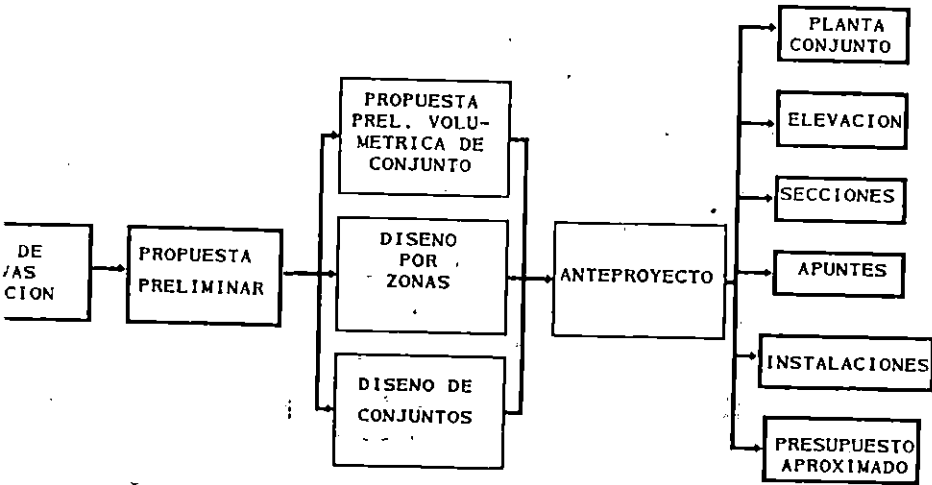 DE
CION
PROPUESTA
PRELIMINAR
PROPUESTA
PREL. VOLU-
METRICA DE
CONJUNTO
DISENO
POR
ZONAS
DISENO DE
CONJUNTOS
ANTEPROYECTO
PLANTA
CONJUNTO
ELEVACION
SECCIONES
APUNTES
INSTALACIONES
PRESUPUESTO
APROXIMADO